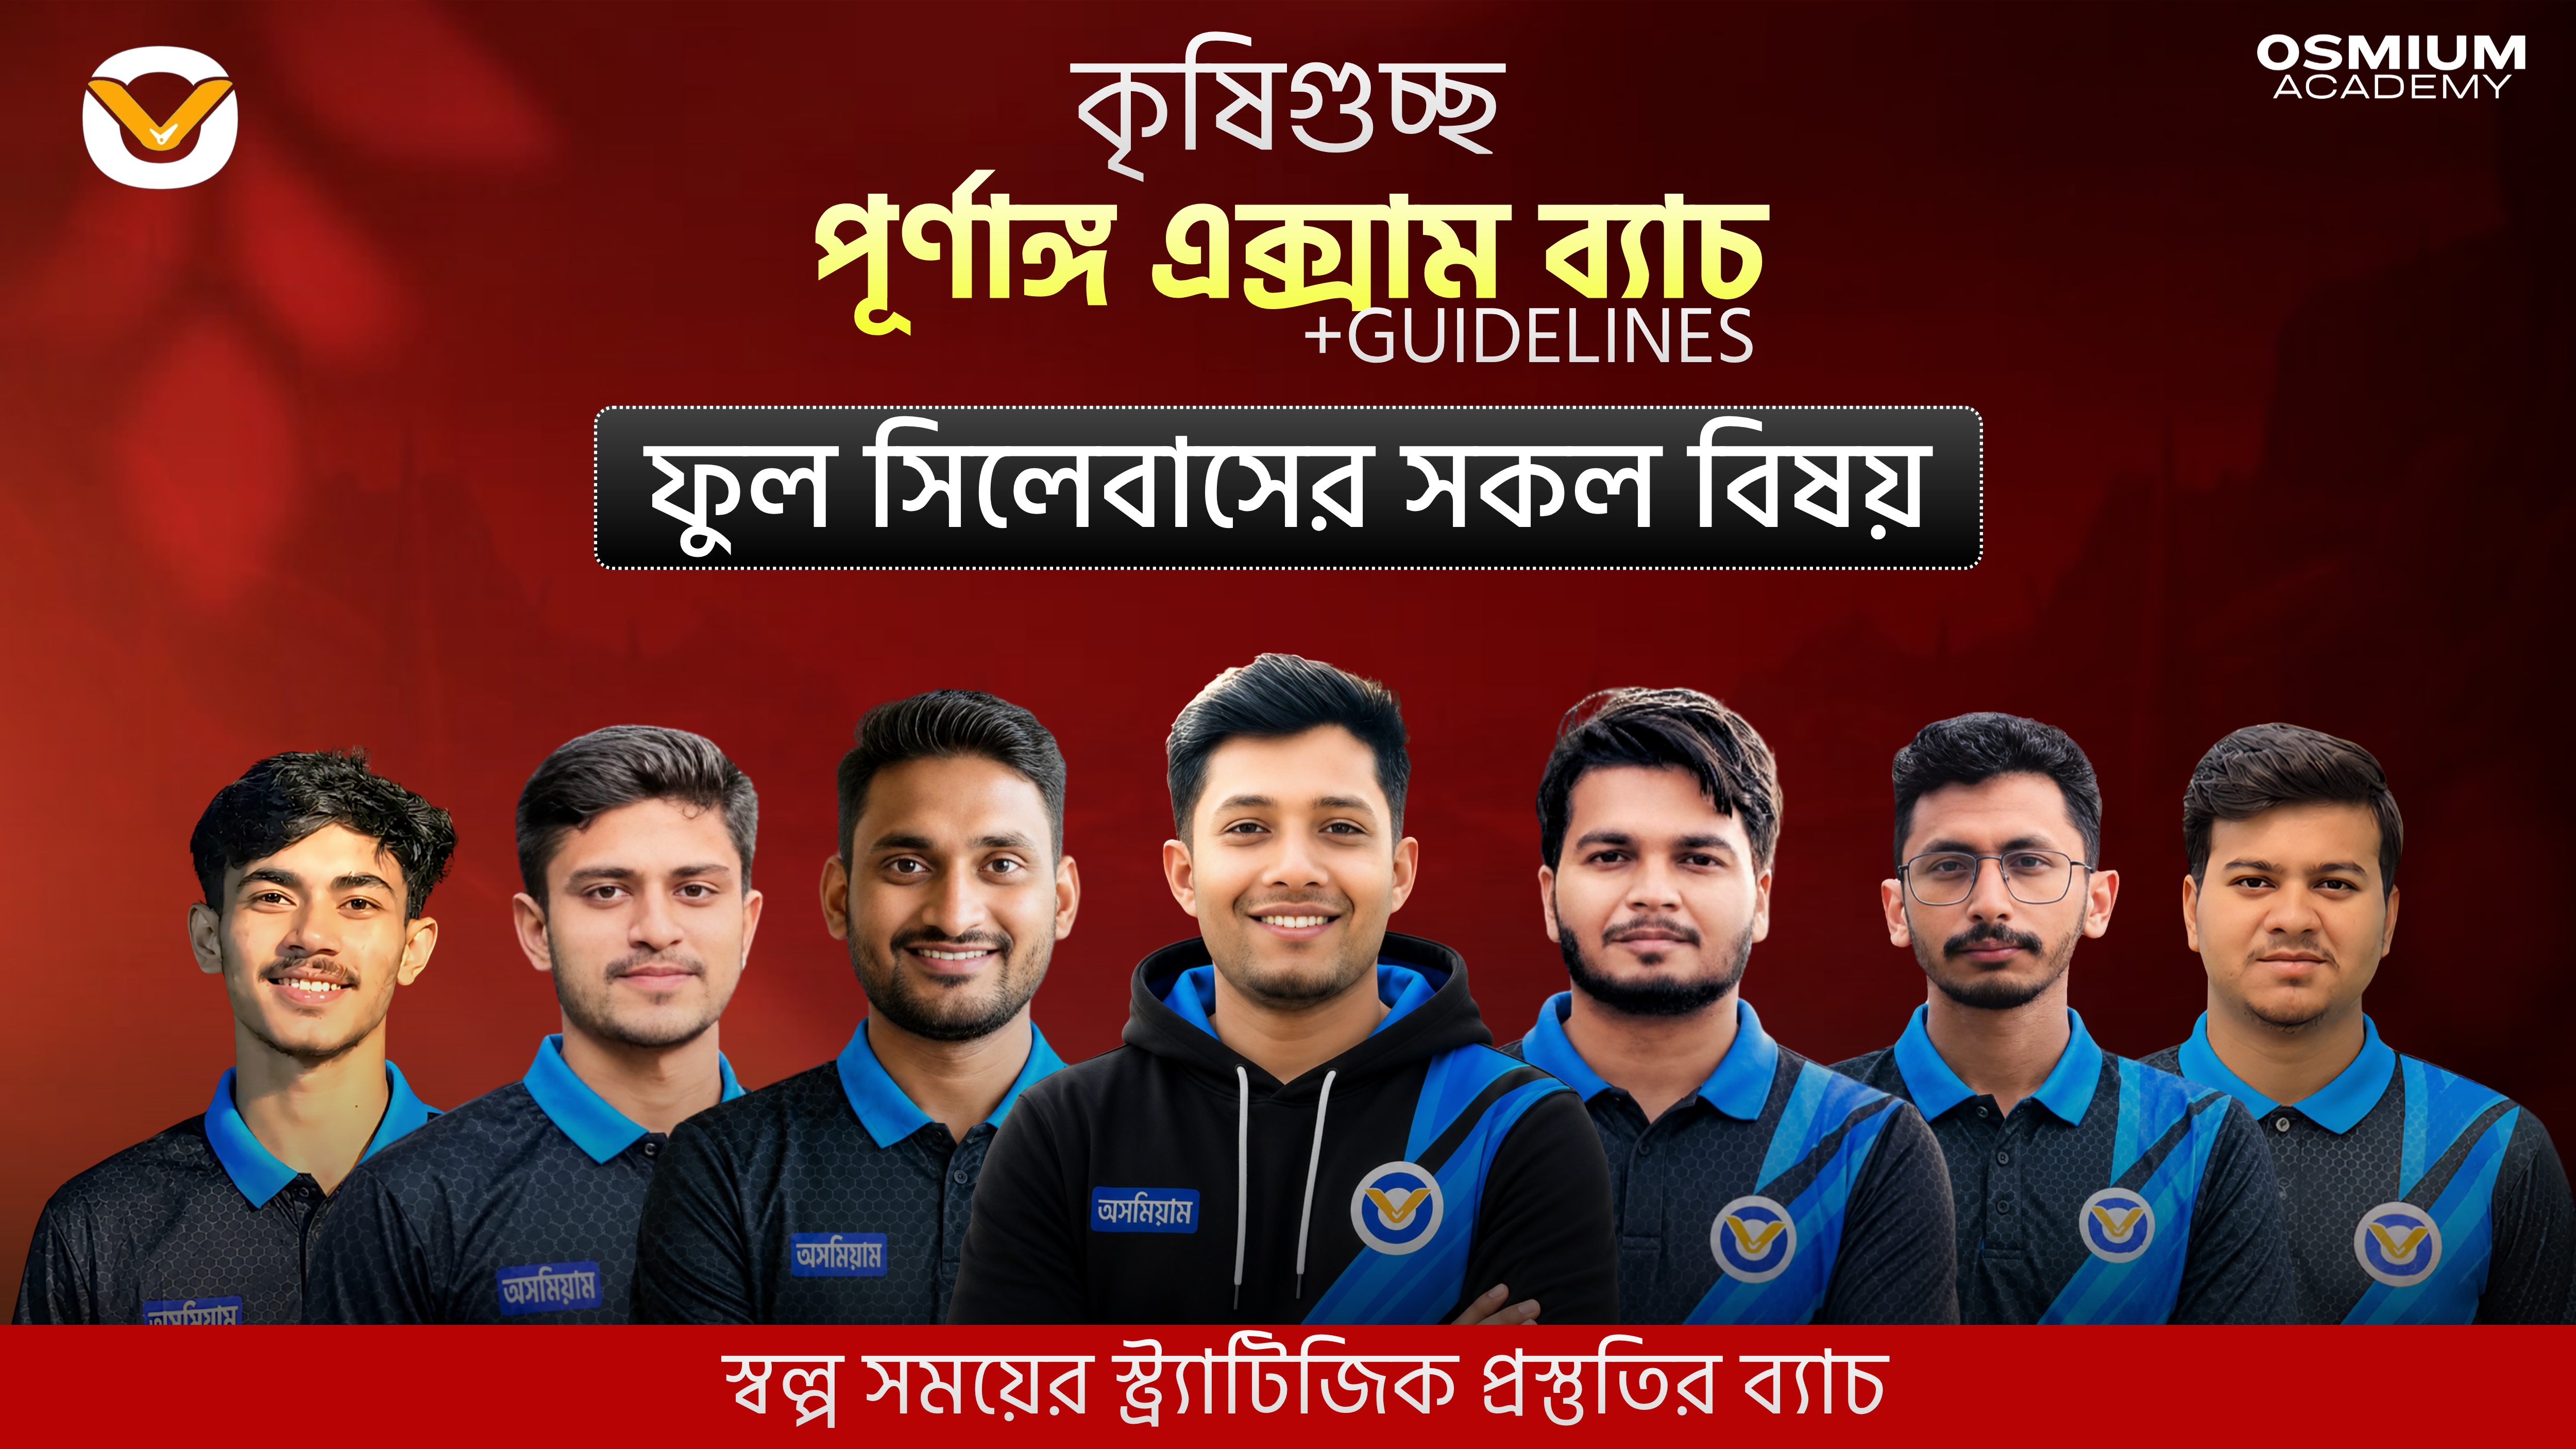 কৃষিগুচ্ছ
OSMIUM
ACADEMY
পূর্ণাঙ্গ এক্সাম ব্যাচ
+GUIDELINES
ফুল সিলেবাসের সকল বিষয়
অসমিয়াম
অসমিয়াম
অসমিয়াম
অসমিয়াম
স্বল্প সময়ের স্ট্র্যাটিজিক প্রস্তুতির ব্যাচ